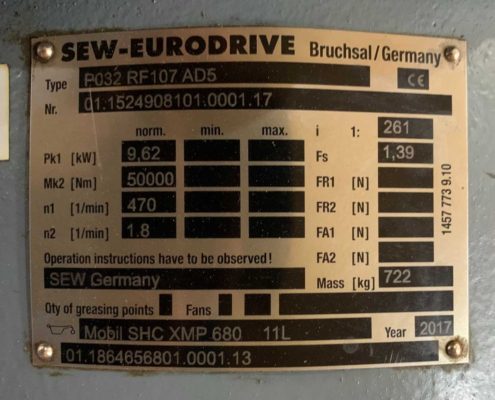 SEW-EURODRIVE Bruchsal/Germany
Type P032 RF107 AD5 CE
Nr. 01.1524908101.0001.17
norm. min. max. i 1: 261
Pk1 [kW] 9,62 Fs 1,39
Mk2 [Nm] 50000 FR1 [N]
n1 [1/min] 470 FR2 [N]
n2 [1/min] 1.8 FA1 [N]
Operation instructions have to be observed! FA2 [N]
SEW Germany Mass [kg] 722
Qty of greasing points Fans
Mobil SHC XMP 680 11L Year 2017
01.1864656801.0001.13
1457 773 9.10